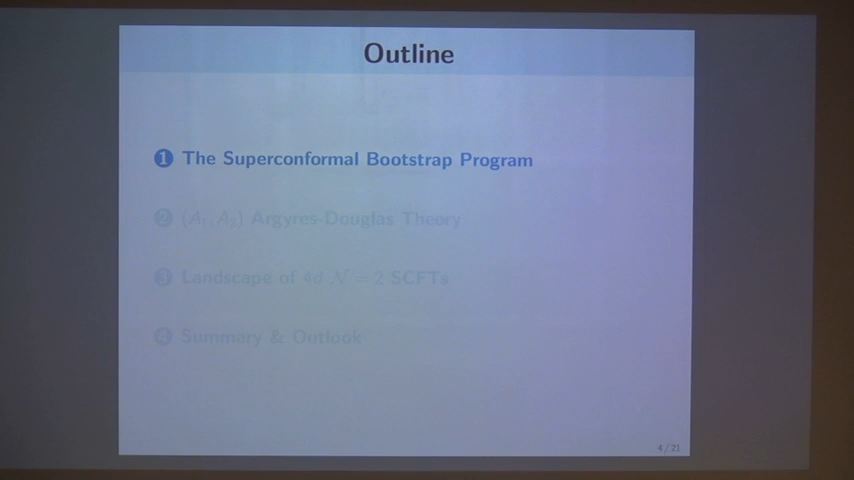 Outline
1 The Superconformal Bootstrap Program
2 (A₁, A₂) Argyres-Douglas Theory
3 Landscape of 4d 𝒩 = 2 SCFTs
4 Summary & Outlook
4 / 21